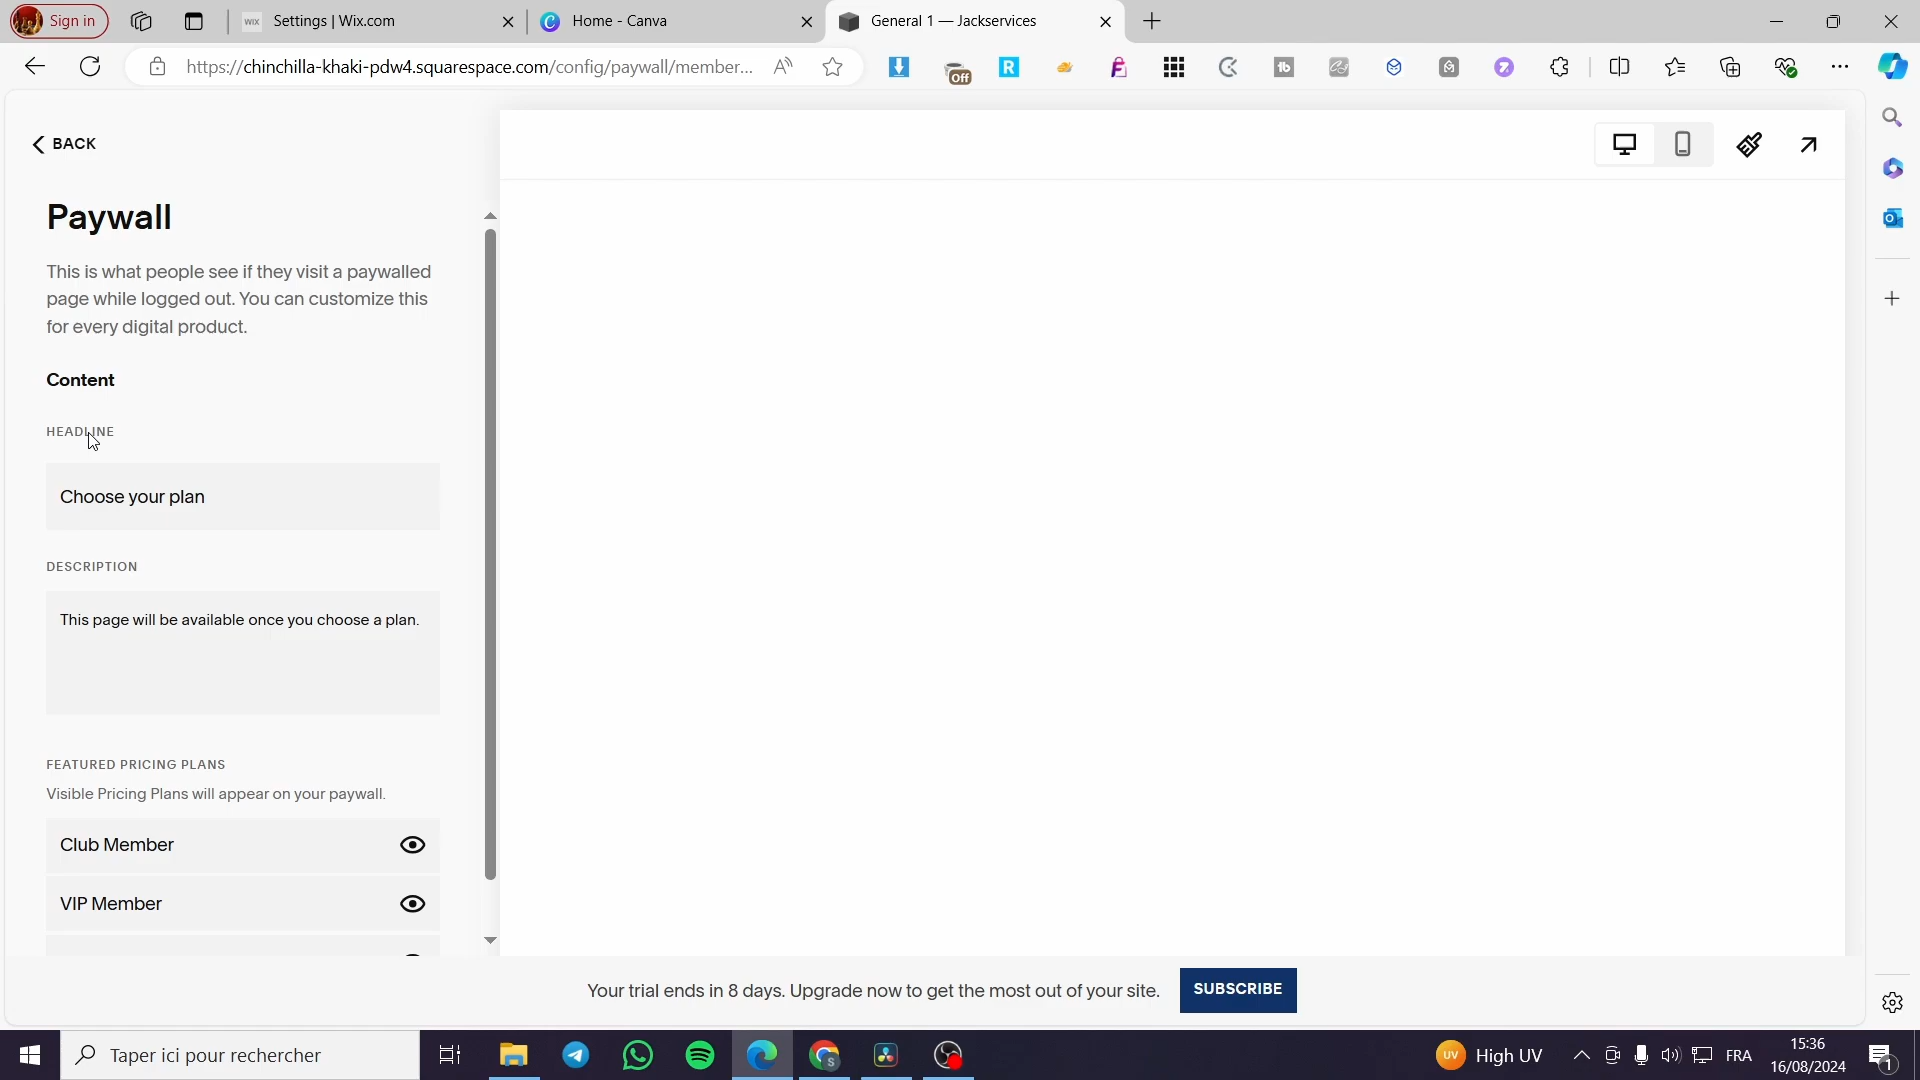 Sign in
WIX Settings | Wix.com
Home - Canva
General 1 — Jackservices
https://chinchilla-khaki-pdw4.squarespace.com/config/paywall/member...
Off
BACK
Paywall
This is what people see if they visit a paywalled
page while logged out. You can customize this
for every digital product.
Content
HEADLINE
Choose your plan
DESCRIPTION
This page will be available once you choose a plan.
FEATURED PRICING PLANS
Visible Pricing Plans will appear on your paywall.
Club Member
VIP Member
Your trial ends in 8 days. Upgrade now to get the most out of your site.
SUBSCRIBE
Taper ici pour rechercher
UV High UV
FRA
15:36
16/08/2024
1